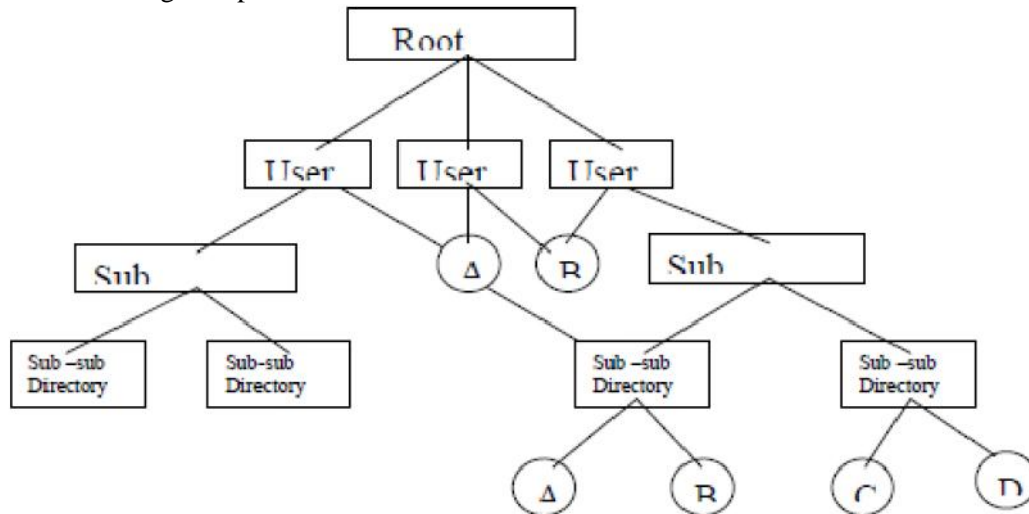 Root
User
User
User
A
B
Sub
Sub
Sub –sub
Directory
Sub-sub
Directory
Sub –sub
Directory
Sub –sub
Directory
A
B
C
D